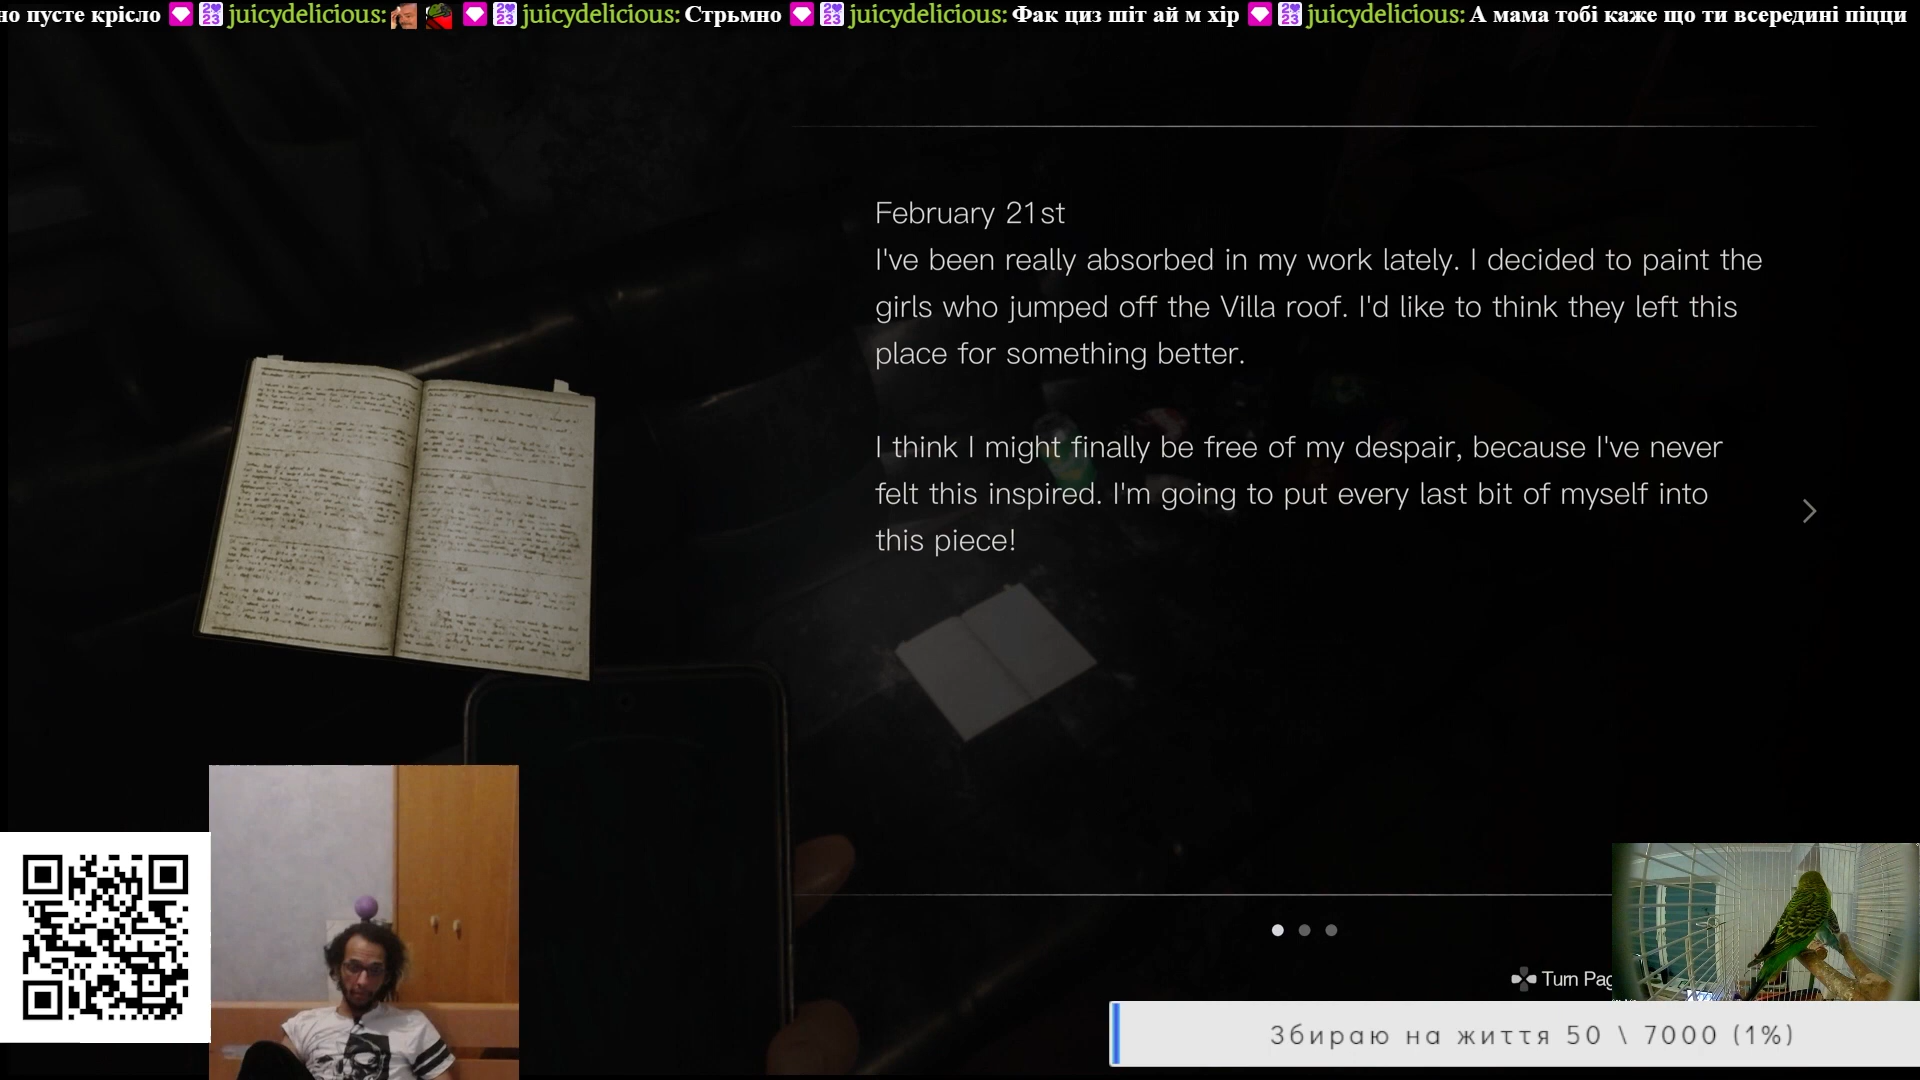 но пусте крісло juicydelicious: juicydelicious: Стрьмно juicydelicious: Фак циз шіт ай м хір juicydelicious: А мама тобі каже що ти всередині піцци
February 21st
I've been really absorbed in my work lately. I decided to paint the
girls who jumped off the Villa roof. I'd like to think they left this
place for something better.
I think I might finally be free of my despair, because I've never
felt this inspired. I'm going to put every last bit of myself into
this piece!
Turn Pag
Збираю на життя 50 \ 7000 (1%)